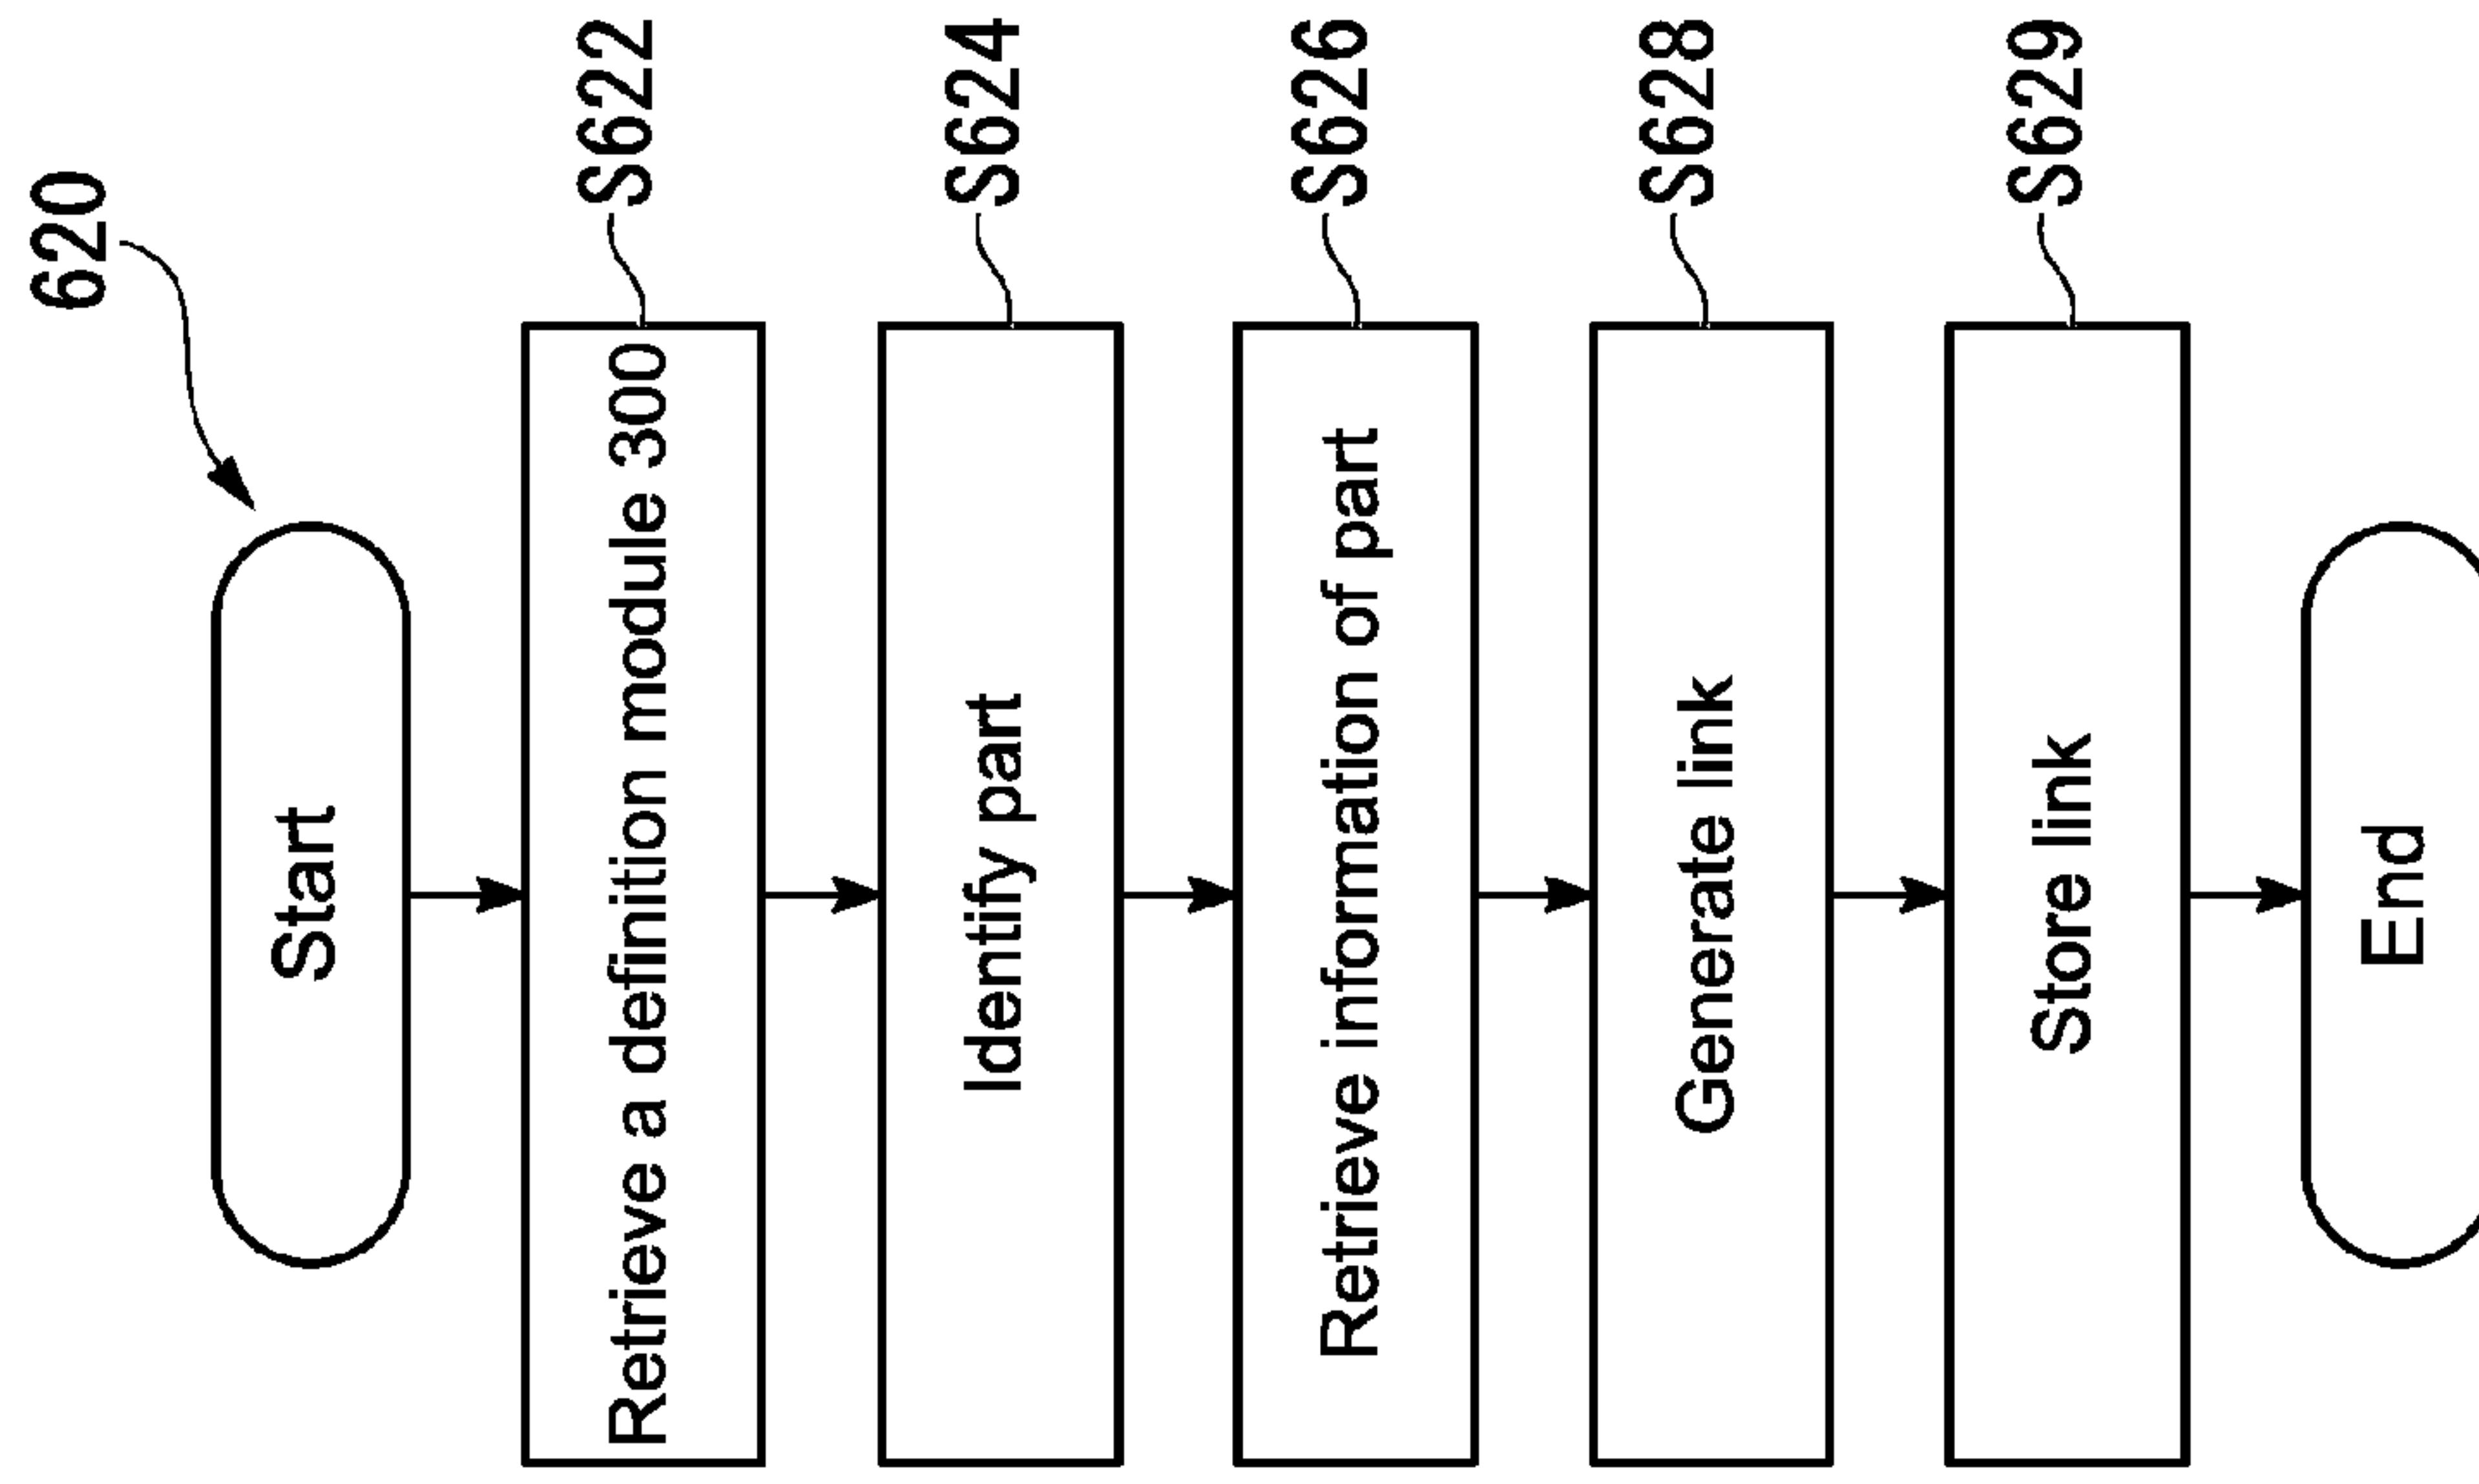 620
Start
Retrieve a definition module 300
S622
Identify part
S624
Retrieve information of part
S626
Generate link
S628
Store link
S629
End